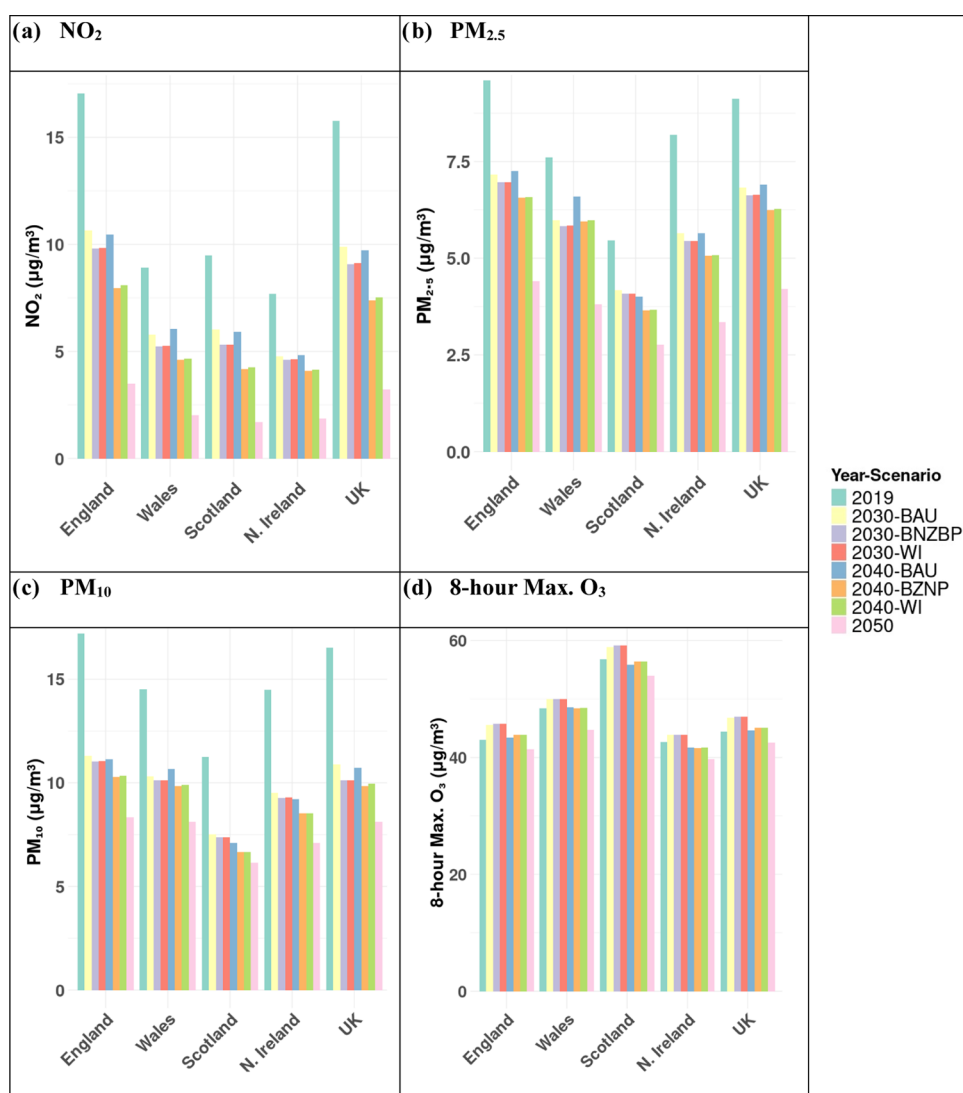 (a) NO₂
(b) PM₂.₅
NO₂ (µg/m³)
15
10
5
0
England
Wales
Scotland
N. Ireland
UK
PM₂•₅ (µg/m³)
7.5
5.0
2.5
0.0
England
Wales
Scotland
N. Ireland
UK
(c) PM₁₀
(d) 8-hour Max. O₃
PM₁₀ (µg/m³)
15
10
5
0
England
Wales
Scotland
N. Ireland
UK
8-hour Max. O₃ (µg/m³)
60
40
20
0
England
Wales
Scotland
N. Ireland
UK
Year-Scenario
2019
2030-BAU
2030-BNZBP
2030-WI
2040-BAU
2040-BZNP
2040-WI
2050